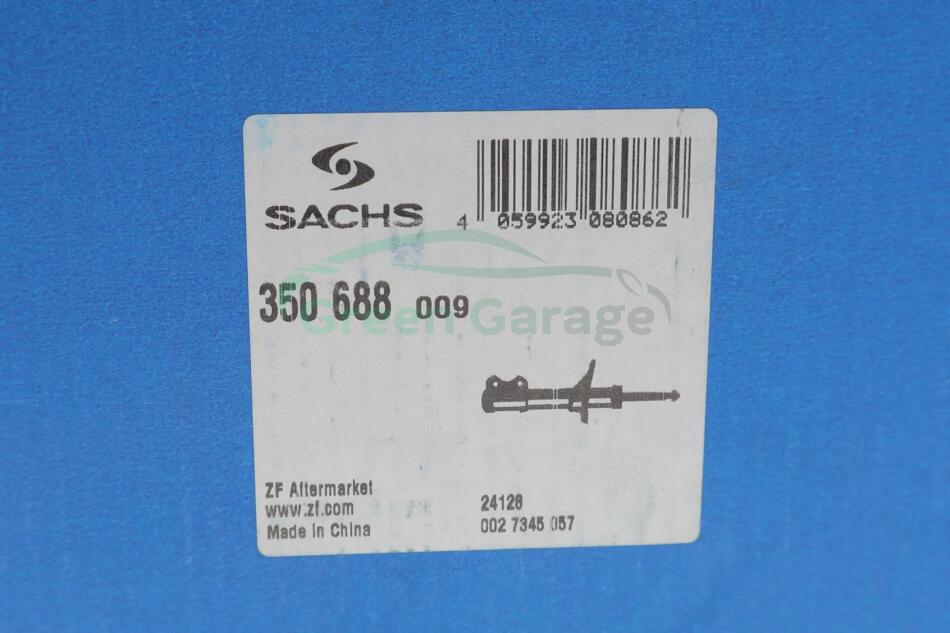 SACHS
4 059923 080862
350 688 009
Green Garage
ZF Aftermarket
www.zf.com
Made in China
24128
002 7345 057